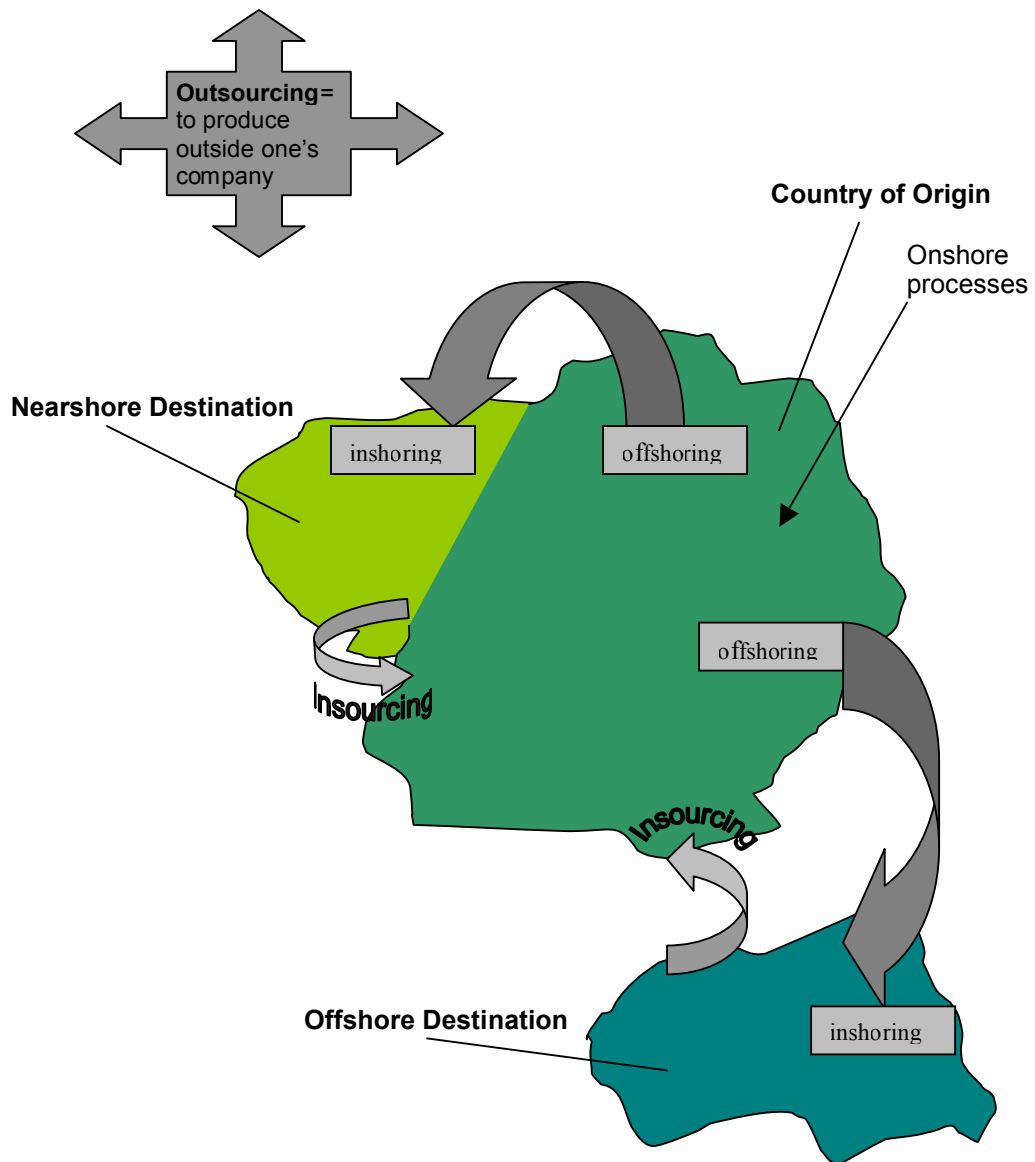 Outsourcing=
to produce
outside one's
company
Country of Origin
Onshore
processes
Nearshore Destination
inshoring
offshoring
offshoring
Insourcing
Insourcing
Offshore Destination
inshoring